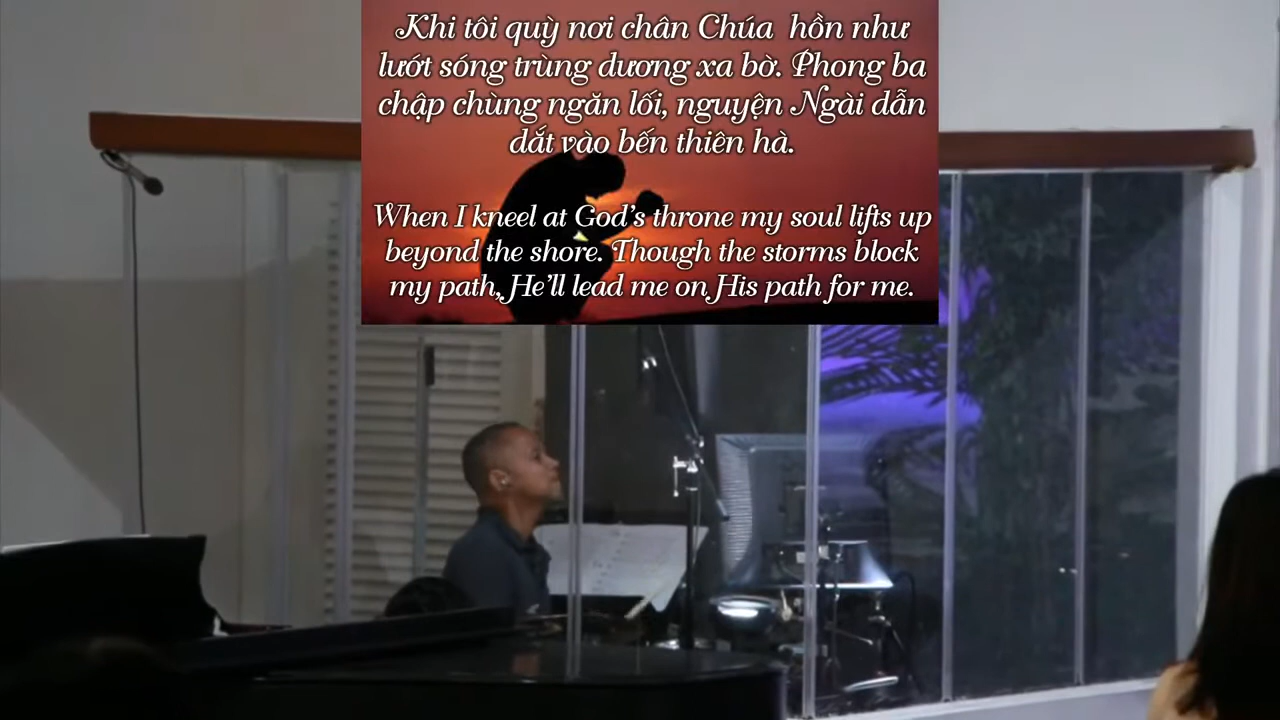 Khi tôi quỳ nơi chân Chúa hồn như
lướt sóng trùng dương xa bờ. Phong ba
chập chùng ngăn lối, nguyện Ngài dẫn
dắt vào bến thiên hà.
When I kneel at God's throne my soul lifts up
beyond the shore. Though the storms block
my path, He'll lead me on His path for me.